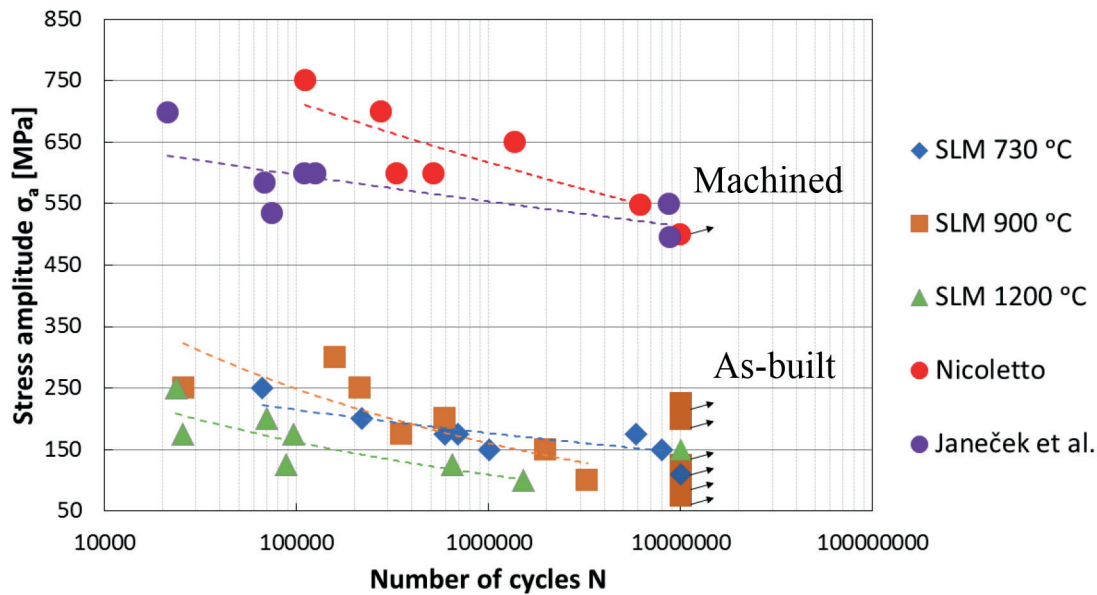 850
750
650
550
450
350
250
150
50
Stress amplitude σa [MPa]
Machined
As-built
10000
100000
1000000
10000000
100000000
Number of cycles N
SLM 730 °C
SLM 900 °C
SLM 1200 °C
Nicoletto
Janeček et al.